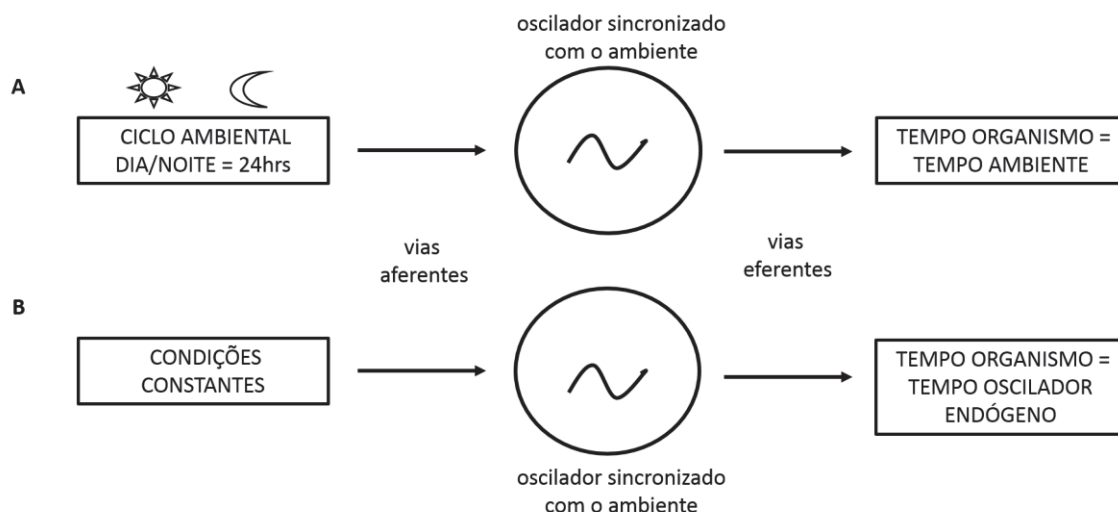 oscilador sincronizado
com o ambiente
A
CICLO AMBIENTAL
DIA/NOITE = 24hrs
TEMPO ORGANISMO =
TEMPO AMBIENTE
vias
aferentes
vias
eferentes
B
CONDIÇÕES
CONSTANTES
TEMPO ORGANISMO =
TEMPO OSCILADOR
ENDÓGENO
oscilador sincronizado
com o ambiente